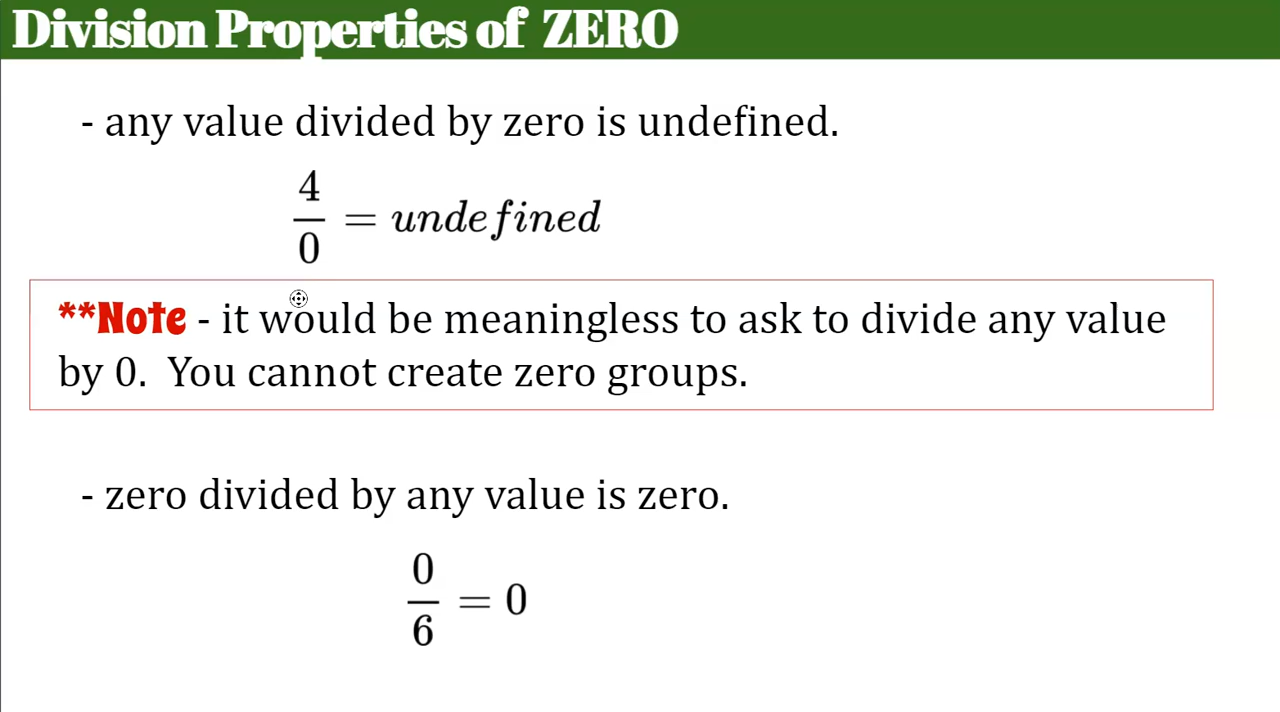 Division Properties of ZERO
- any value divided by zero is undefined.
4
0
= undefined
**Note - it would be meaningless to ask to divide any value
by 0.  You cannot create zero groups.
- zero divided by any value is zero.
0
6
= 0